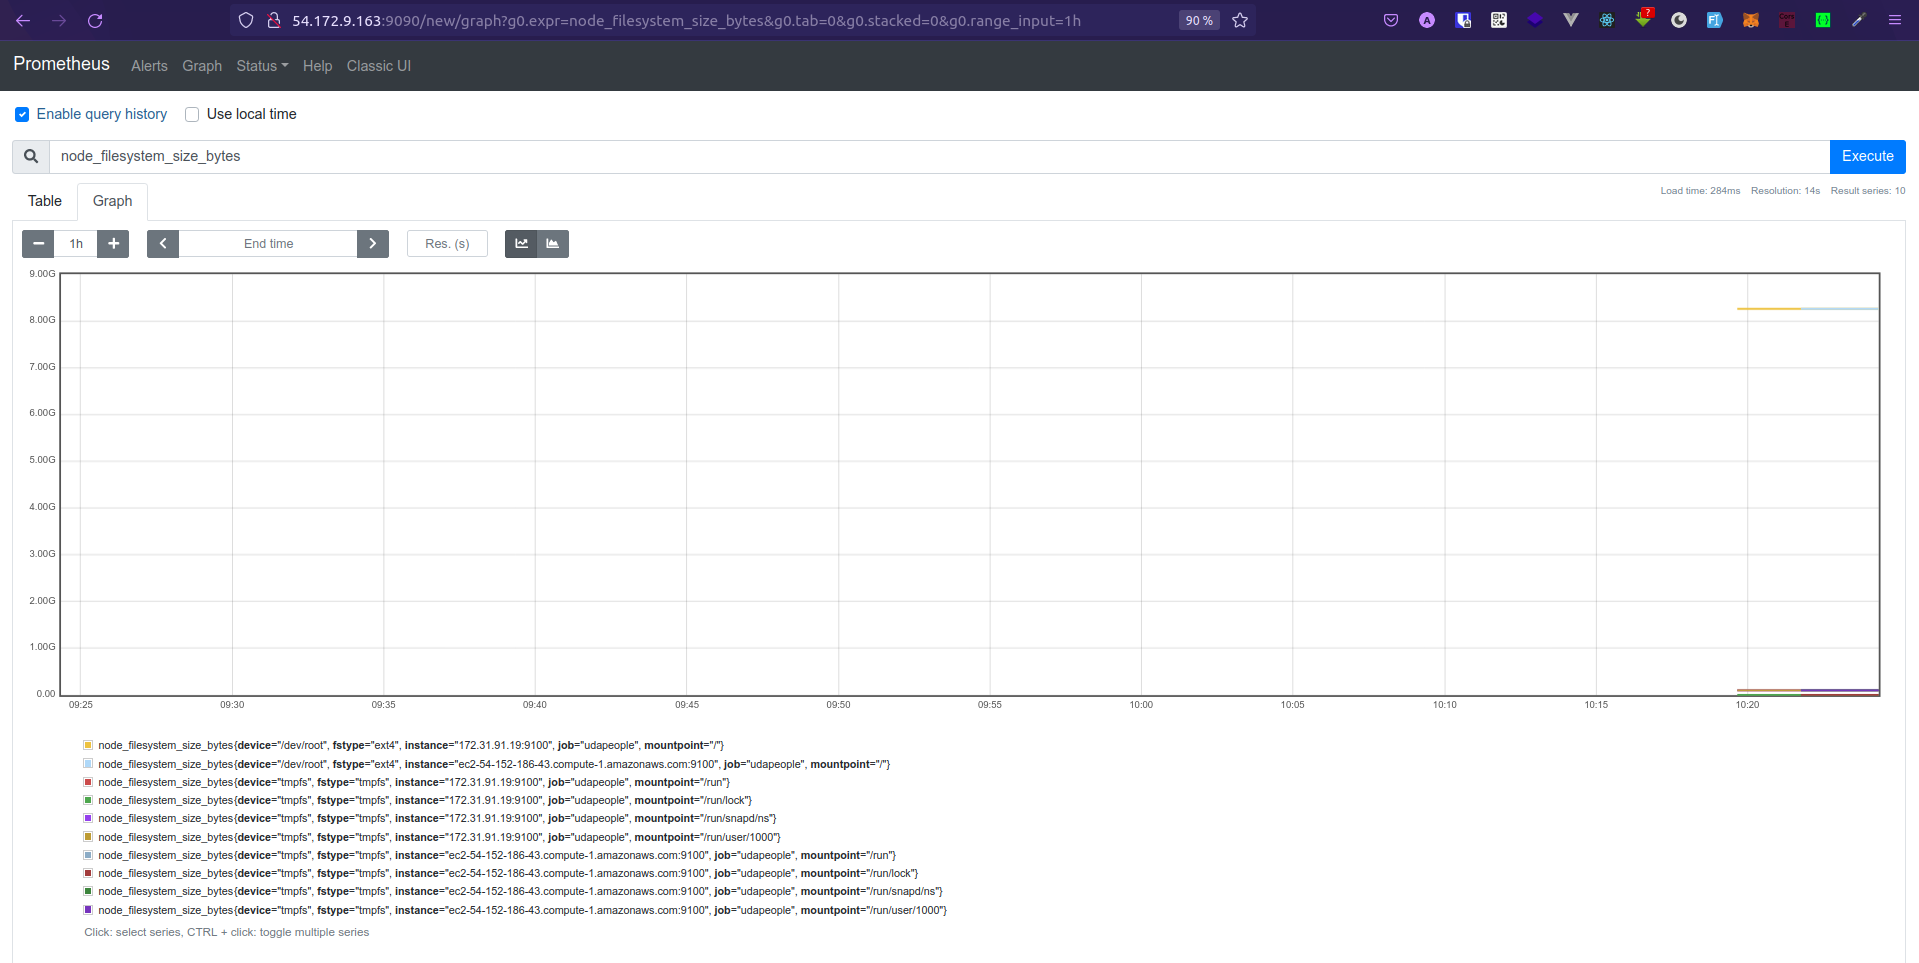 54.172.9.163:9090/new/graph?g0.expr=node_filesystem_size_bytes&g0.tab=0&g0.stacked=0&g0.range_input=1h 90 %
Prometheus Alerts Graph Status Help Classic UI
Enable query history Use local time
node_filesystem_size_bytes Execute
Table Graph Load time: 284ms Resolution: 14s Result series: 10
1h End time Res. (s)
9.00G
8.00G
7.00G
6.00G
5.00G
4.00G
3.00G
2.00G
1.00G
0.00
09:25 09:30 09:35 09:40 09:45 09:50 09:55 10:00 10:05 10:10 10:15 10:20
node_filesystem_size_bytes{device="/dev/root", fstype="ext4", instance="172.31.91.19:9100", job="udapeople", mountpoint="/"}
node_filesystem_size_bytes{device="/dev/root", fstype="ext4", instance="ec2-54-152-186-43.compute-1.amazonaws.com:9100", job="udapeople", mountpoint="/"}
node_filesystem_size_bytes{device="tmpfs", fstype="tmpfs", instance="172.31.91.19:9100", job="udapeople", mountpoint="/run"}
node_filesystem_size_bytes{device="tmpfs", fstype="tmpfs", instance="172.31.91.19:9100", job="udapeople", mountpoint="/run/lock"}
node_filesystem_size_bytes{device="tmpfs", fstype="tmpfs", instance="172.31.91.19:9100", job="udapeople", mountpoint="/run/snapd/ns"}
node_filesystem_size_bytes{device="tmpfs", fstype="tmpfs", instance="172.31.91.19:9100", job="udapeople", mountpoint="/run/user/1000"}
node_filesystem_size_bytes{device="tmpfs", fstype="tmpfs", instance="ec2-54-152-186-43.compute-1.amazonaws.com:9100", job="udapeople", mountpoint="/run"}
node_filesystem_size_bytes{device="tmpfs", fstype="tmpfs", instance="ec2-54-152-186-43.compute-1.amazonaws.com:9100", job="udapeople", mountpoint="/run/lock"}
node_filesystem_size_bytes{device="tmpfs", fstype="tmpfs", instance="ec2-54-152-186-43.compute-1.amazonaws.com:9100", job="udapeople", mountpoint="/run/snapd/ns"}
node_filesystem_size_bytes{device="tmpfs", fstype="tmpfs", instance="ec2-54-152-186-43.compute-1.amazonaws.com:9100", job="udapeople", mountpoint="/run/user/1000"}
Click: select series, CTRL + click: toggle multiple series